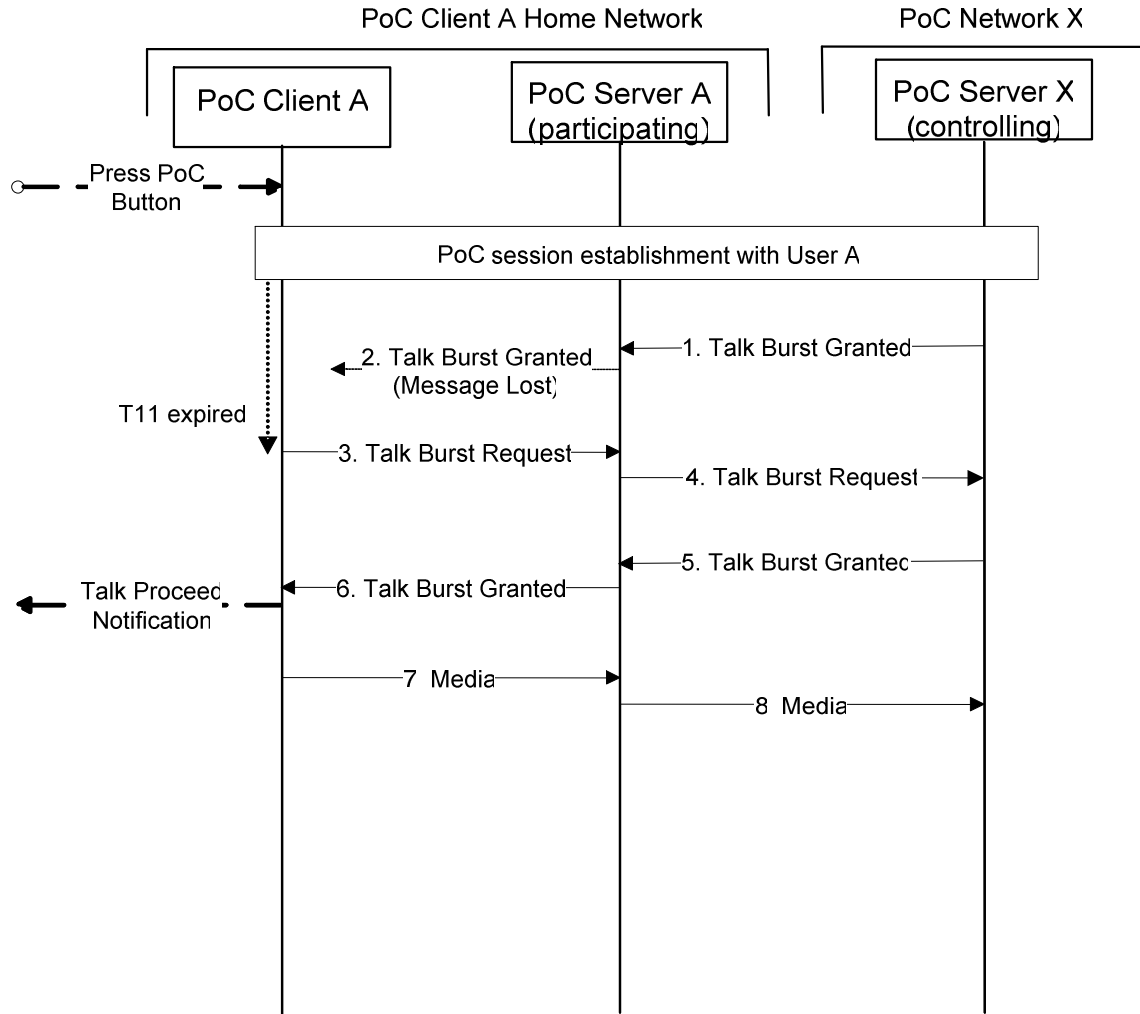 PoC Client A Home Network
PoC Network X
PoC Client A
PoC Server A
(participating)
PoC Server X
(controlling)
Press PoC
Button
PoC session establishment with User A
1. Talk Burst Granted
2. Talk Burst Granted
(Message Lost)
T11 expired
3. Talk Burst Request
4. Talk Burst Request
5. Talk Burst Granted
6. Talk Burst Granted
Talk Proceed
Notification
7 Media
8 Media